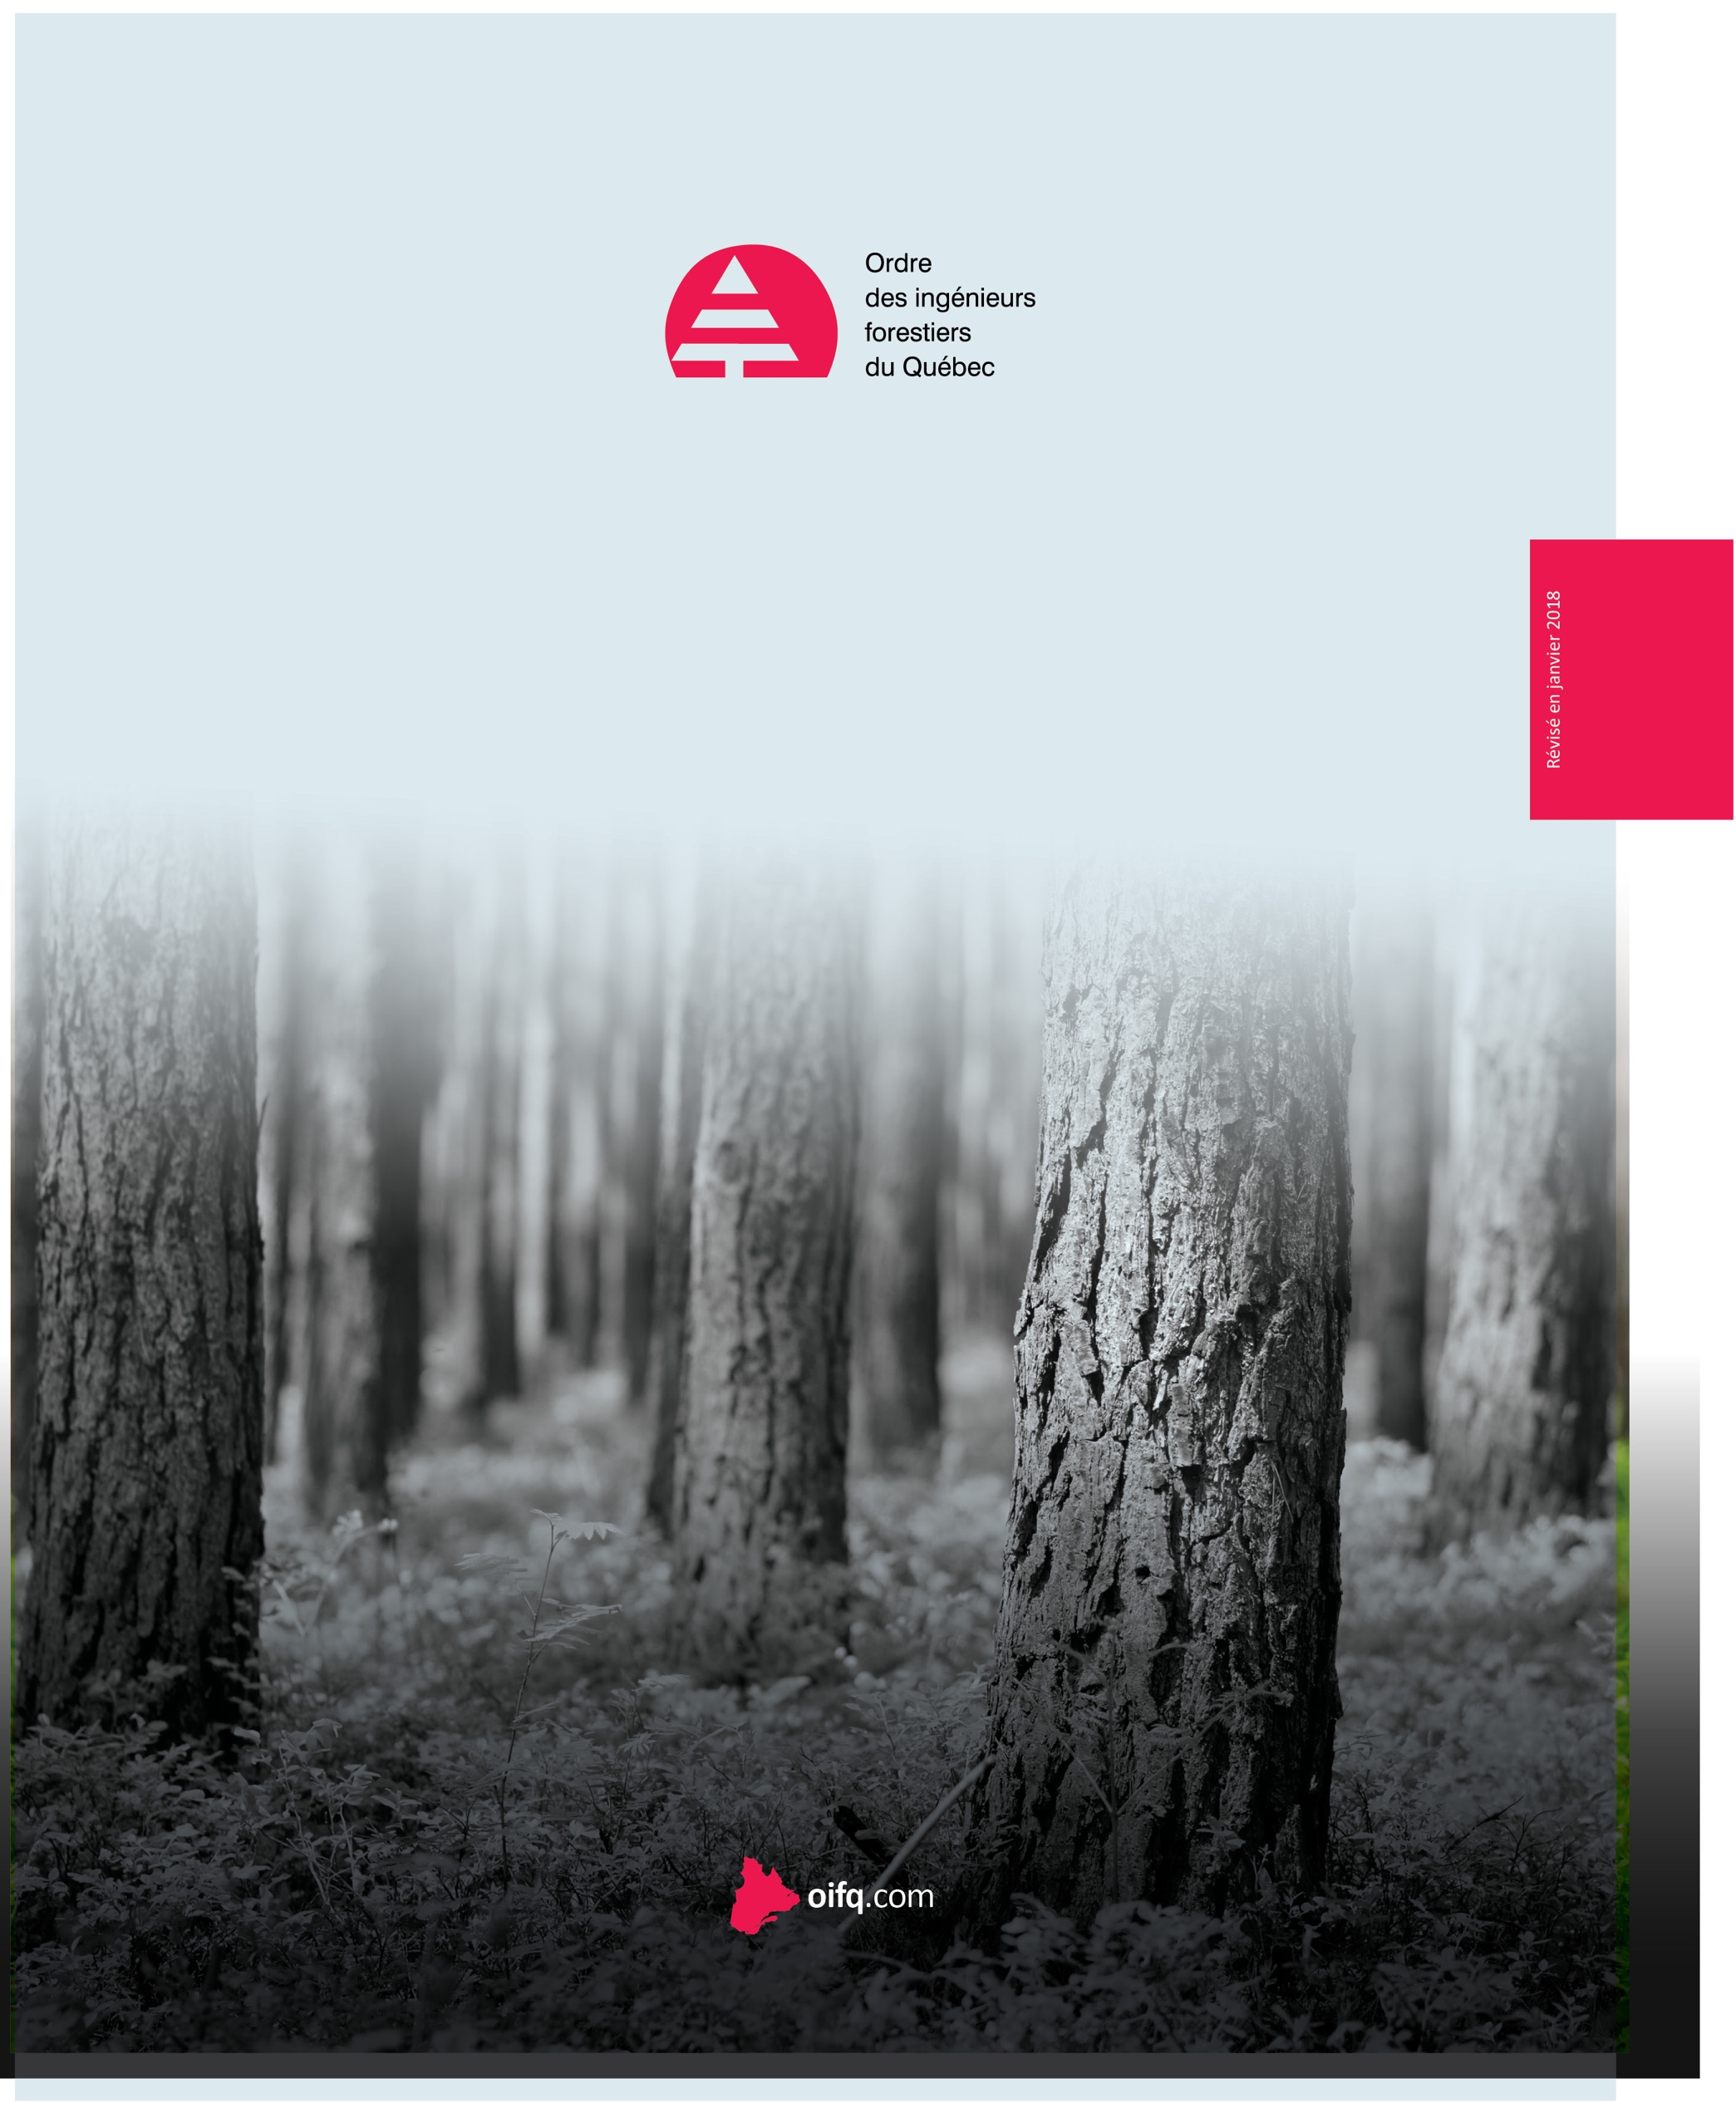 Ordre
des ingénieurs
forestiers
du Québec
Révisé en janvier 2018
oifq.com